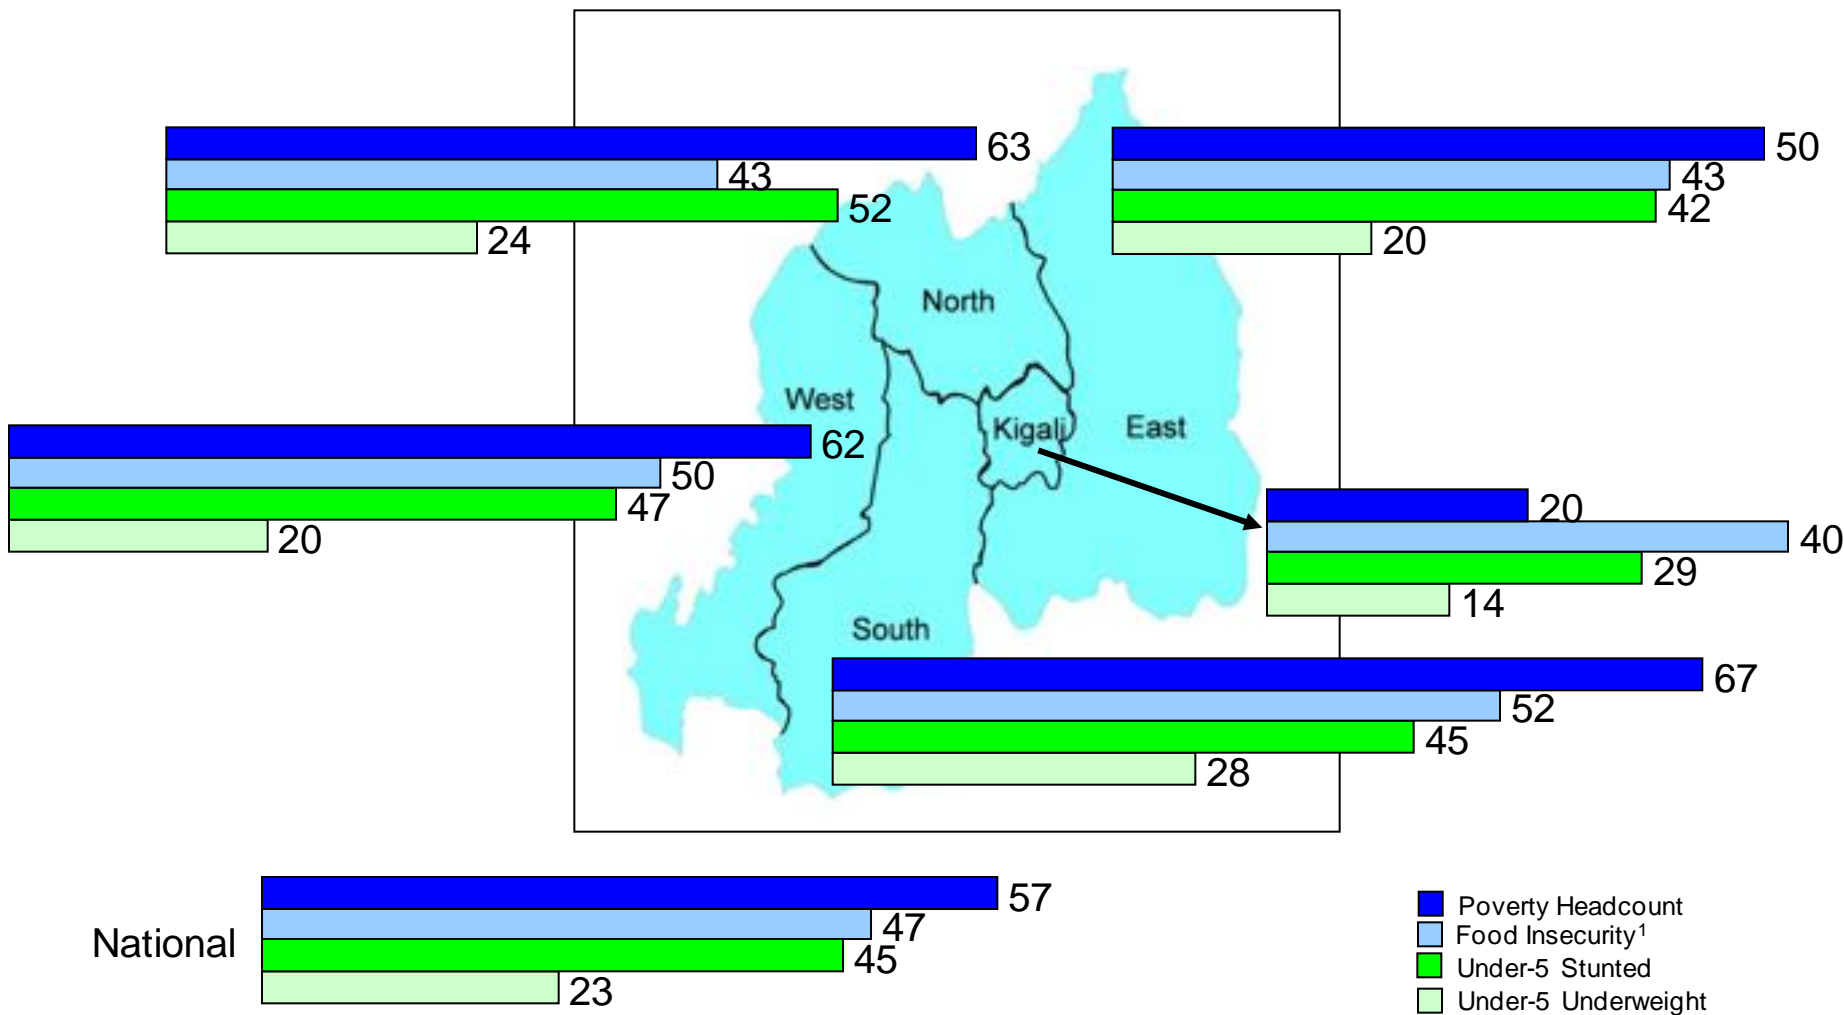 63
43
52
24
50
43
42
20
North
West
Kigali
East
62
50
47
20
20
40
29
14
South
67
52
45
28
National
57
47
45
23
Poverty Headcount
Food Insecurity¹
Under-5 Stunted
Under-5 Underweight